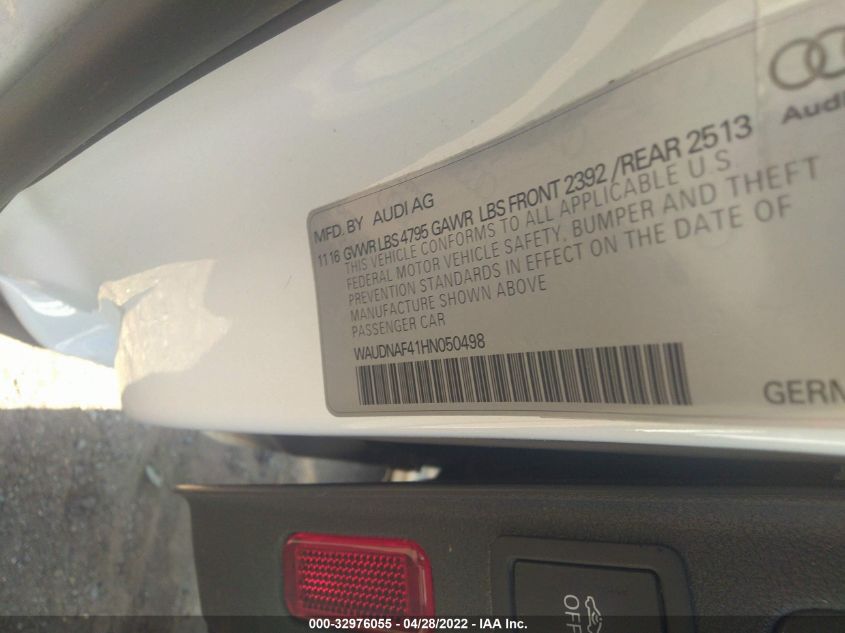 Audi
MFD. BY AUDI AG
11 16 GVWR LBS 4795 GAWR LBS FRONT 2392 / REAR 2513
THIS VEHICLE CONFORMS TO ALL APPLICABLE U.S.
FEDERAL MOTOR VEHICLE SAFETY, BUMPER AND THEFT
PREVENTION STANDARDS IN EFFECT ON THE DATE OF
MANUFACTURE SHOWN ABOVE
PASSENGER CAR
WAUDNAF41HN050498
GERM
OFF
000-32976055 - 04/28/2022 - IAA Inc.